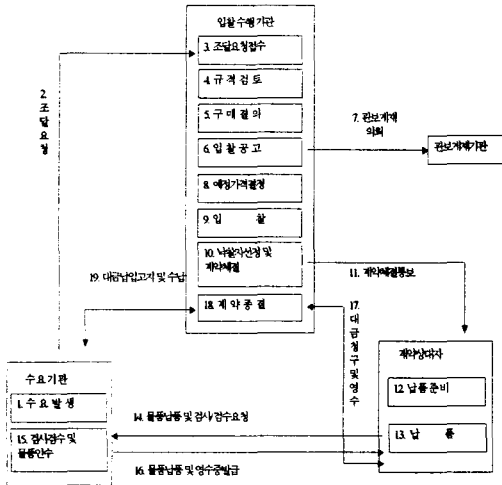 입찰수행기관
3. 조달요청접수
4. 규 격 검 토
5. 구 매 결 의
6. 입 찰 공 고
8. 예정가격결정
9. 입 찰
10. 낙찰자선정 및
계약체결
18. 계 약 종 결
2.
조
달
요
청
7. 관보게재
의뢰
관보게재기관
11. 계약체결통보
19. 대금납입고지 및 수납
17.
대
금
청
구
및
영
수
수 요 기 관
1. 수 요 발 생
15. 검사검수 및
물품인수
14. 물품납품 및 검사/검수요청
16. 물품납품 및 영수증발급
계약상대자
12. 납 품 준 비
13. 납 품